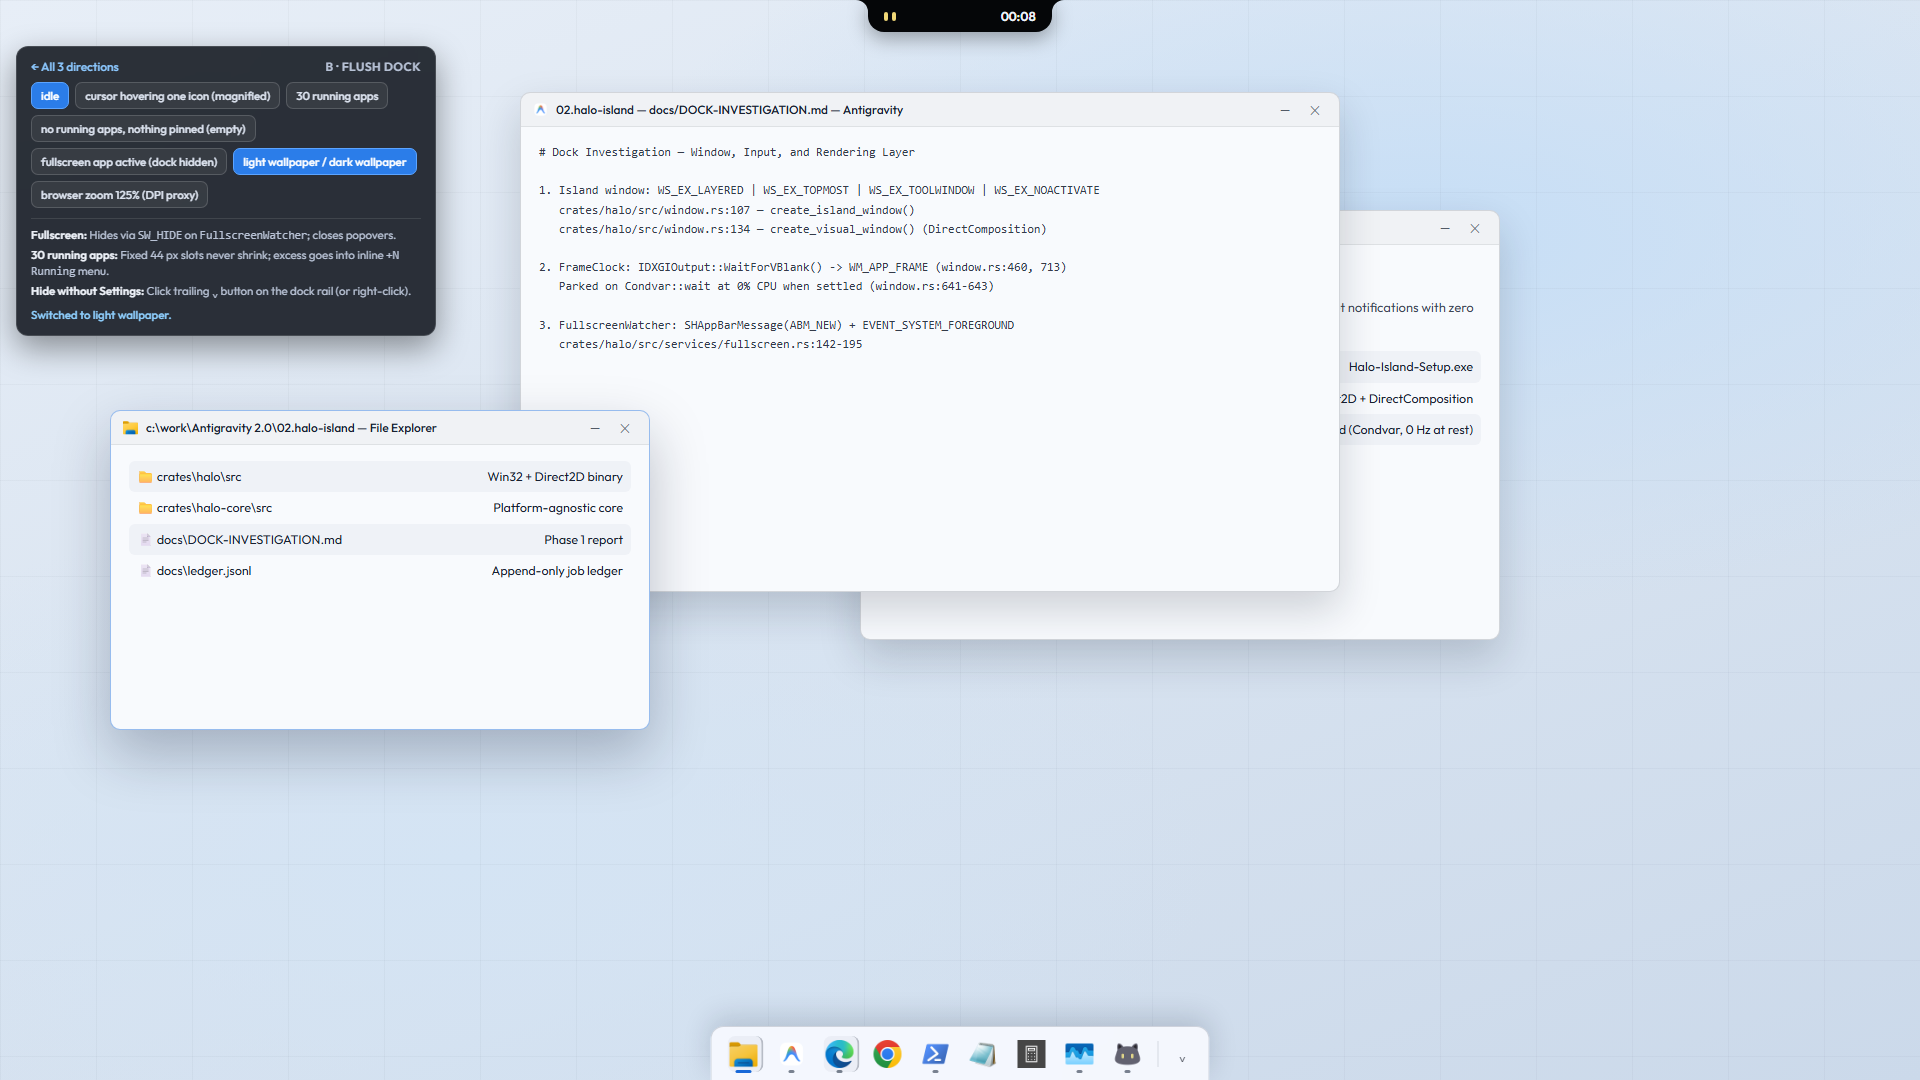 00:08
← All 3 directions
B · FLUSH DOCK
idle
cursor hovering one icon (magnified)
30 running apps
no running apps, nothing pinned (empty)
fullscreen app active (dock hidden)
light wallpaper / dark wallpaper
browser zoom 125% (DPI proxy)
Fullscreen: Hides via SW_HIDE on FullscreenWatcher; closes popovers.
30 running apps: Fixed 44 px slots never shrink; excess goes into inline +N
Running menu.
Hide without Settings: Click trailing ⌄ button on the dock rail (or right-click).
Switched to light wallpaper.
02.halo-island — docs/DOCK-INVESTIGATION.md — Antigravity
# Dock Investigation — Window, Input, and Rendering Layer
1. Island window: WS_EX_LAYERED | WS_EX_TOPMOST | WS_EX_TOOLWINDOW | WS_EX_NOACTIVATE
crates/halo/src/window.rs:107 — create_island_window()
crates/halo/src/window.rs:134 — create_visual_window() (DirectComposition)
2. FrameClock: IDXGIOutput::WaitForVBlank() -> WM_APP_FRAME (window.rs:460, 713)
Parked on Condvar::wait at 0% CPU when settled (window.rs:641-643)
3. FullscreenWatcher: SHAppBarMessage(ABM_NEW) + EVENT_SYSTEM_FOREGROUND
crates/halo/src/services/fullscreen.rs:142-195
t notifications with zero
Halo-Island-Setup.exe
2D + DirectComposition
d (Condvar, 0 Hz at rest)
c:\work\Antigravity 2.0\02.halo-island — File Explorer
crates\halo\src
Win32 + Direct2D binary
crates\halo-core\src
Platform-agnostic core
docs\DOCK-INVESTIGATION.md
Phase 1 report
docs\ledger.jsonl
Append-only job ledger